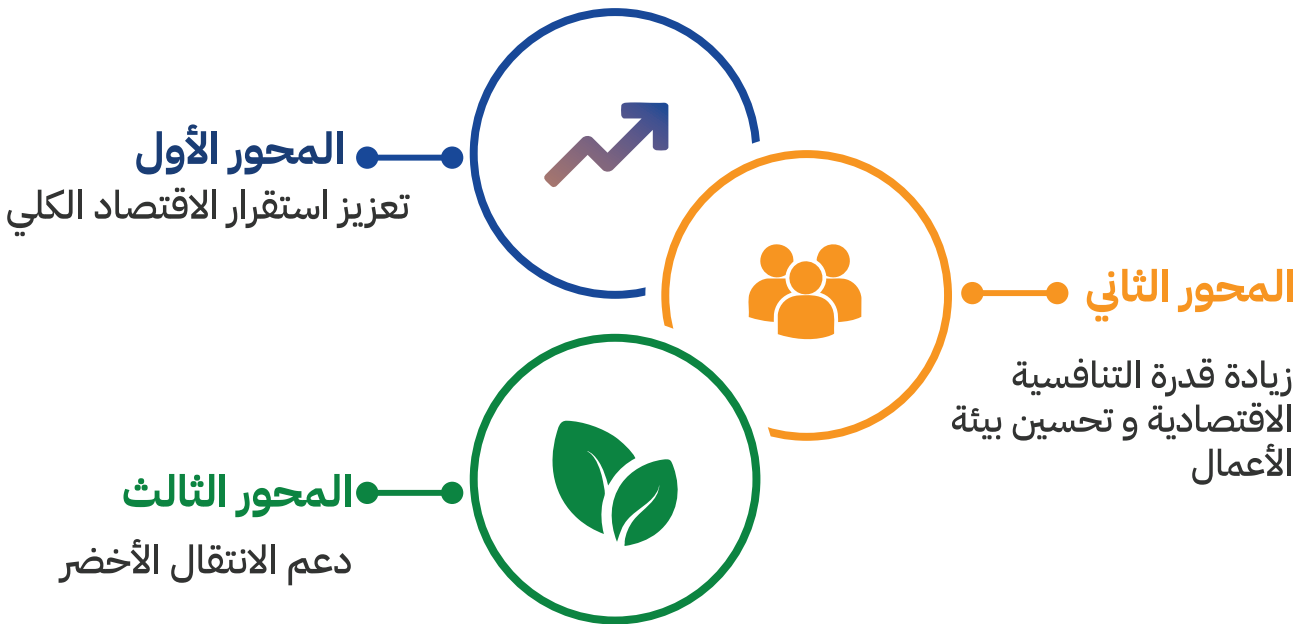 المحور الأول
تعزيز استقرار الاقتصاد الكلي
المحور الثاني
زيادة قدرة التنافسية
الاقتصادية و تحسين بيئة
الأعمال
المحور الثالث
دعم الانتقال الأخضر